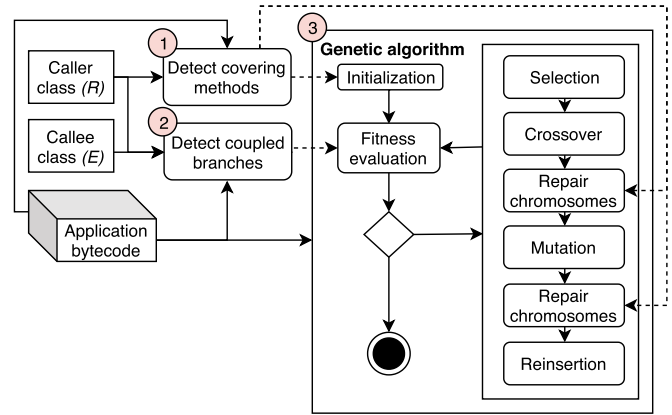 1
Detect covering
methods
Caller
class (R)
2
Detect coupled
branches
Callee
class (E)
Application
bytecode
3
Genetic algorithm
Initialization
Fitness
evaluation
Selection
Crossover
Repair
chromosomes
Mutation
Repair
chromosomes
Reinsertion